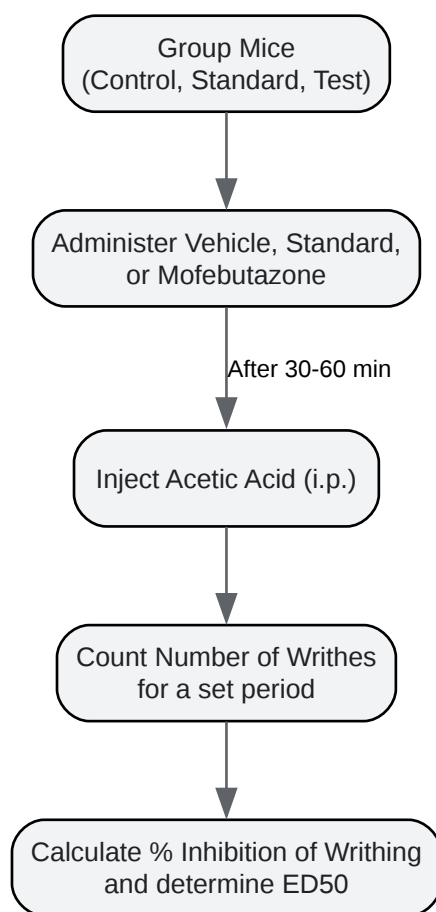 Group Mice
(Control, Standard, Test)
Administer Vehicle, Standard,
or Mofebutazone
After 30-60 min
Inject Acetic Acid (i.p.)
Count Number of Writhes
for a set period
Calculate % Inhibition of Writhing
and determine ED50